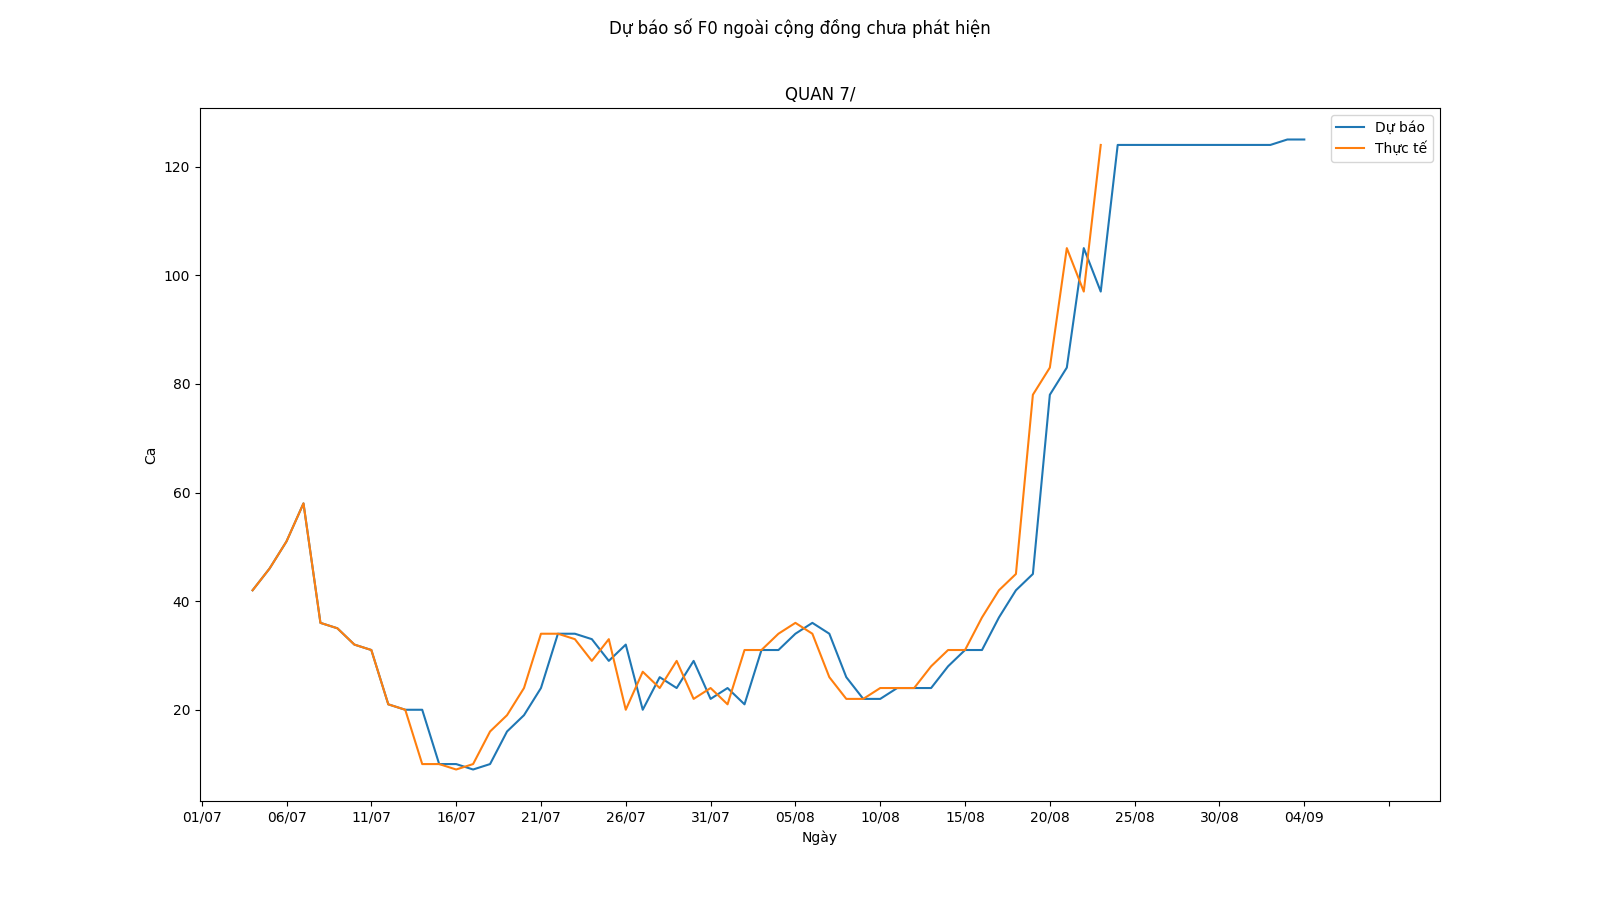 Dự báo số F0 ngoài cộng đồng chưa phát hiện
QUAN 7/
Dự báo
Thực tế
120
100
80
60
40
20
Ca
01/07 06/07 11/07 16/07 21/07 26/07 31/07 05/08 10/08 15/08 20/08 25/08 30/08 04/09
Ngày